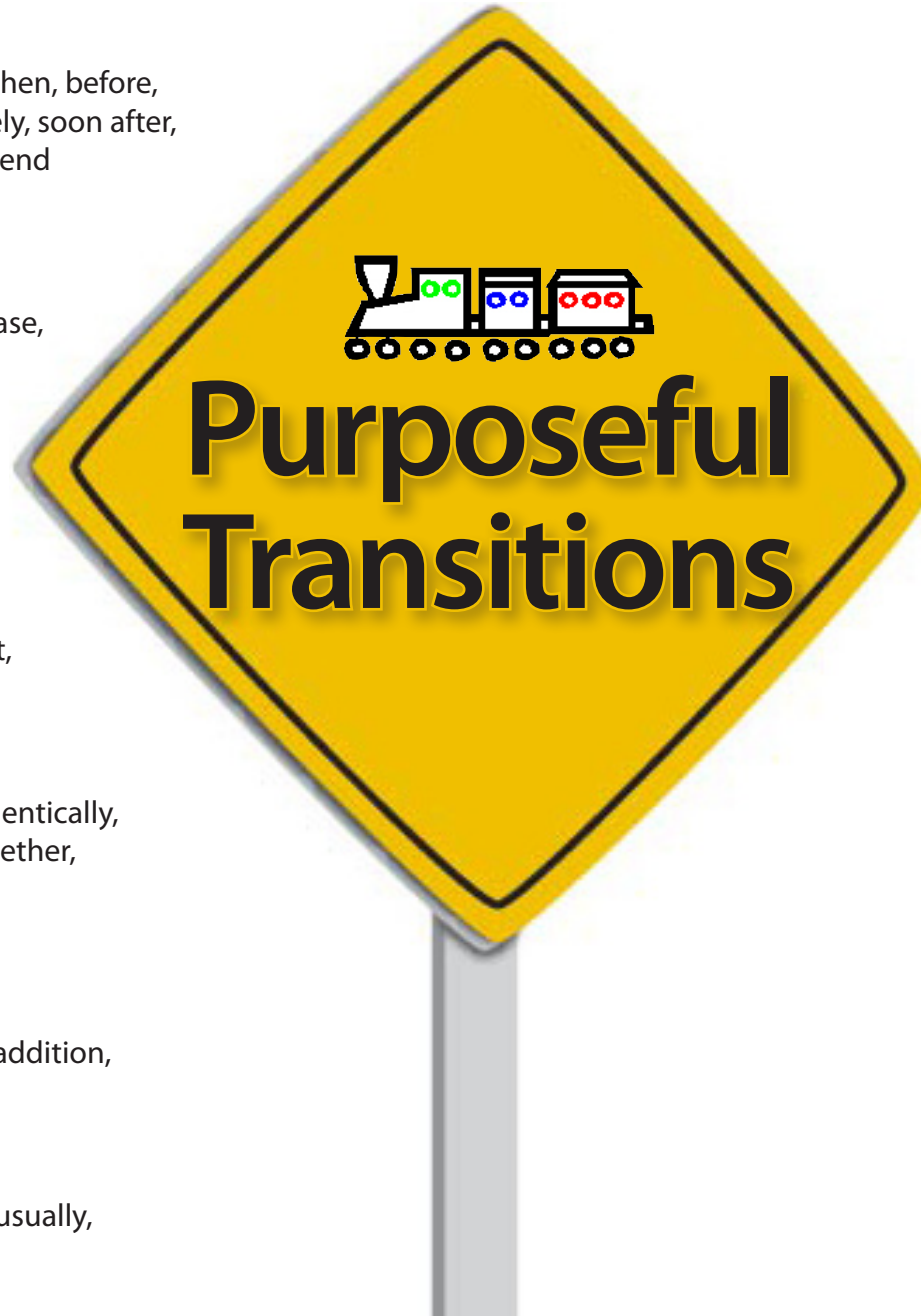 hen, before,
ely, soon after,
end
ase,
Purposeful
Transitions
t,
entically,
ether,
addition,
usually,